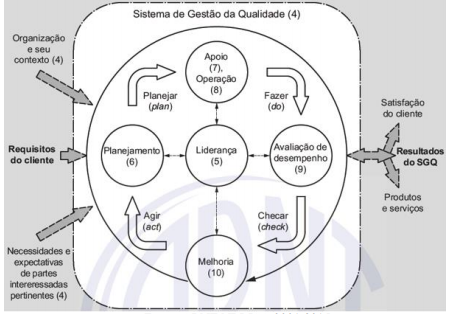 Sistema de Gestão da Qualidade (4)
Organização
e seu
contexto (4)
Apoio
(7),
Operação
(8)
Planejar
(plan)
Fazer
(do)
Satisfação
do cliente
Requisitos
do cliente
Planejamento
(6)
Liderança
(5)
Avaliação de
desempenho
(9)
Resultados
do SGQ
Agir
(act)
Checar
(check)
Produtos
e serviços
Melhoria
(10)
Necessidades e
expectativas
de partes
intereressadas
pertinentes (4)